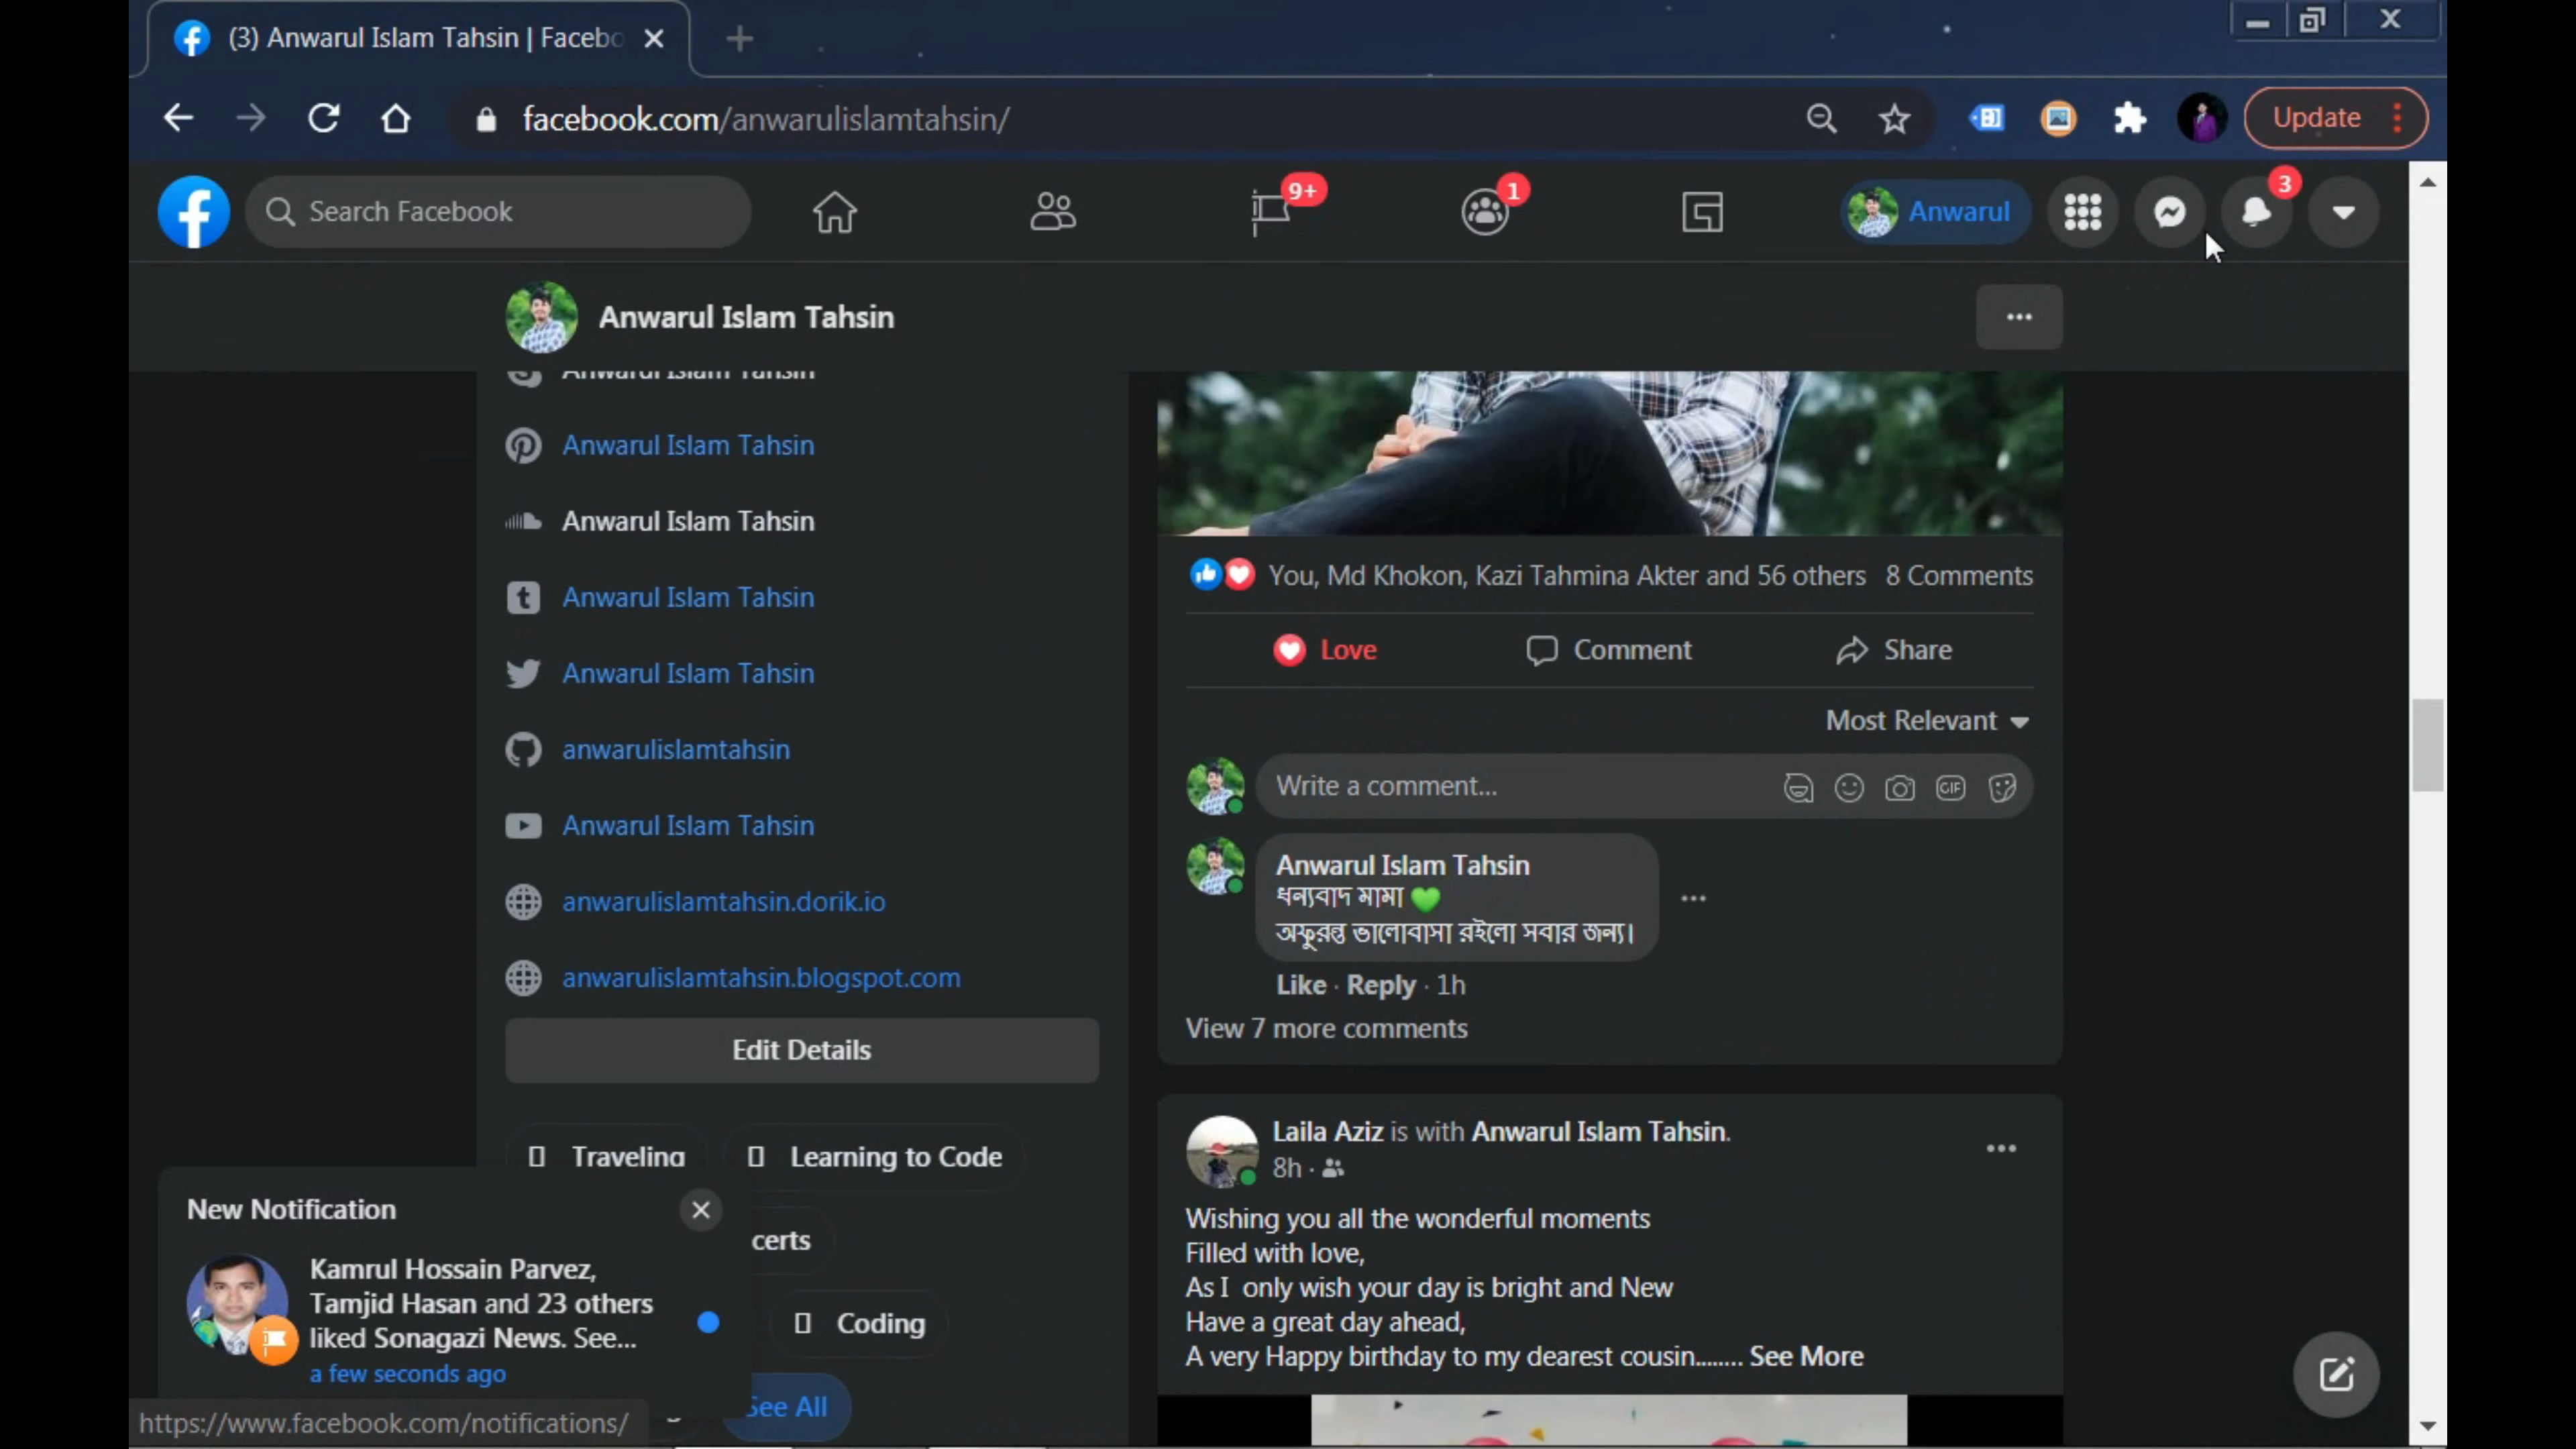 (3) Anwarul Islam Tahsin | Facebo
facebook.com/anwarulislamtahsin/
Update
Search Facebook
9+
1
Anwarul
3
Anwarul Islam Tahsin
Anwarul Islam Tahsin
Anwarul Islam Tahsin
Anwarul Islam Tahsin
Anwarul Islam Tahsin
Anwarul Islam Tahsin
anwarulislamtahsin
Anwarul Islam Tahsin
anwarulislamtahsin.dorik.io
anwarulislamtahsin.blogspot.com
Edit Details
Traveling
Learning to Code
certs
Coding
See All
New Notification
Kamrul Hossain Parvez,
Tamjid Hasan and 23 others
liked Sonagazi News. See...
a few seconds ago
https://www.facebook.com/notifications/
You, Md Khokon, Kazi Tahmina Akter and 56 others 8 Comments
Love
Comment
Share
Most Relevant
Write a comment...
GIF
Anwarul Islam Tahsin
ধন্যবাদ মামা 💚
অফুরন্ত ভালোবাসা রইলো সবার জন্য।
Like · Reply · 1h
View 7 more comments
Laila Aziz is with Anwarul Islam Tahsin.
8h ·
Wishing you all the wonderful moments
Filled with love,
As I only wish your day is bright and New
Have a great day ahead,
A very Happy birthday to my dearest cousin........ See More